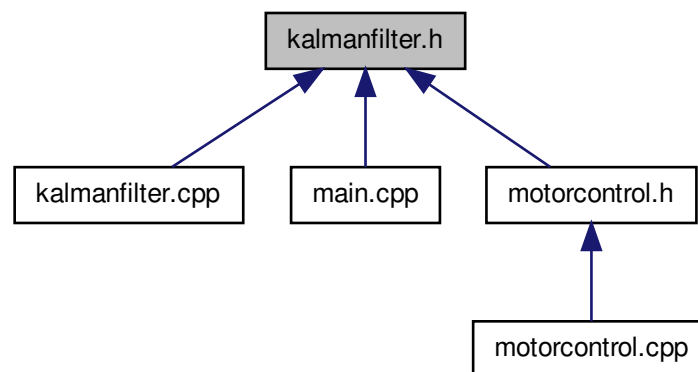 kalmanfilter.h
kalmanfilter.cpp
main.cpp
motorcontrol.h
motorcontrol.cpp